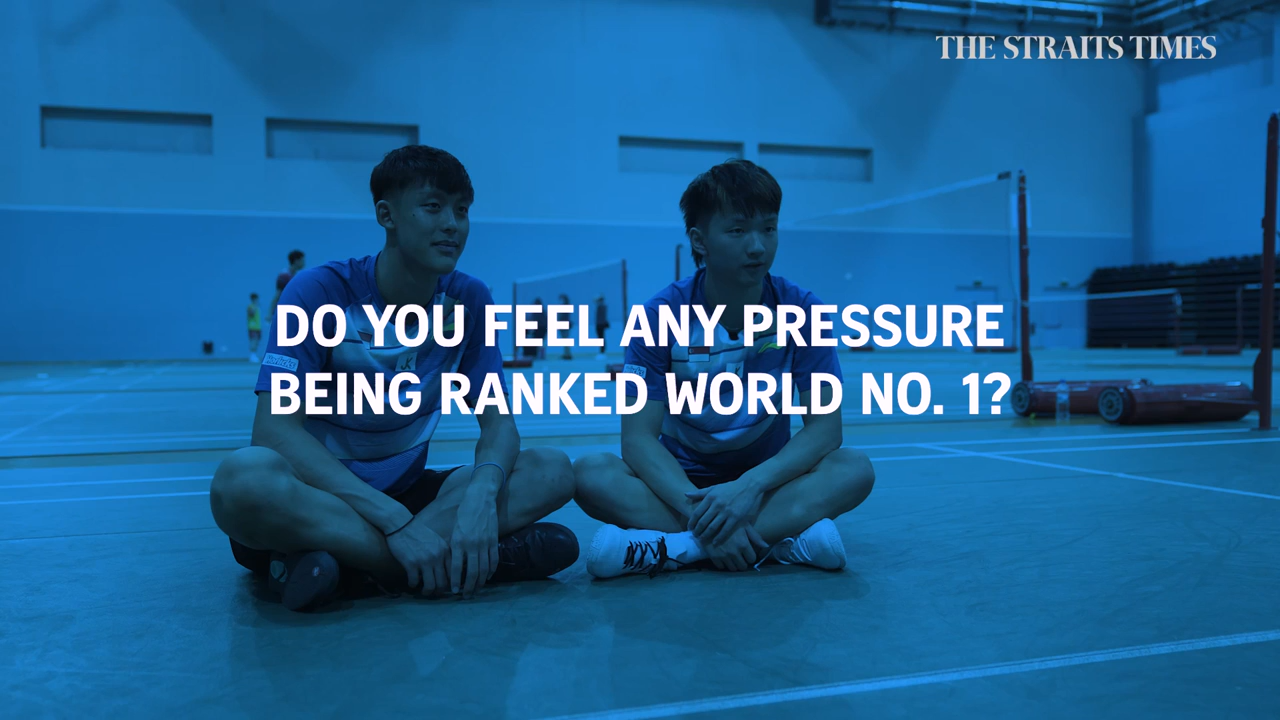 THE STRAITS TIMES
DO YOU FEEL ANY PRESSURE
BEING RANKED WORLD NO. 1?